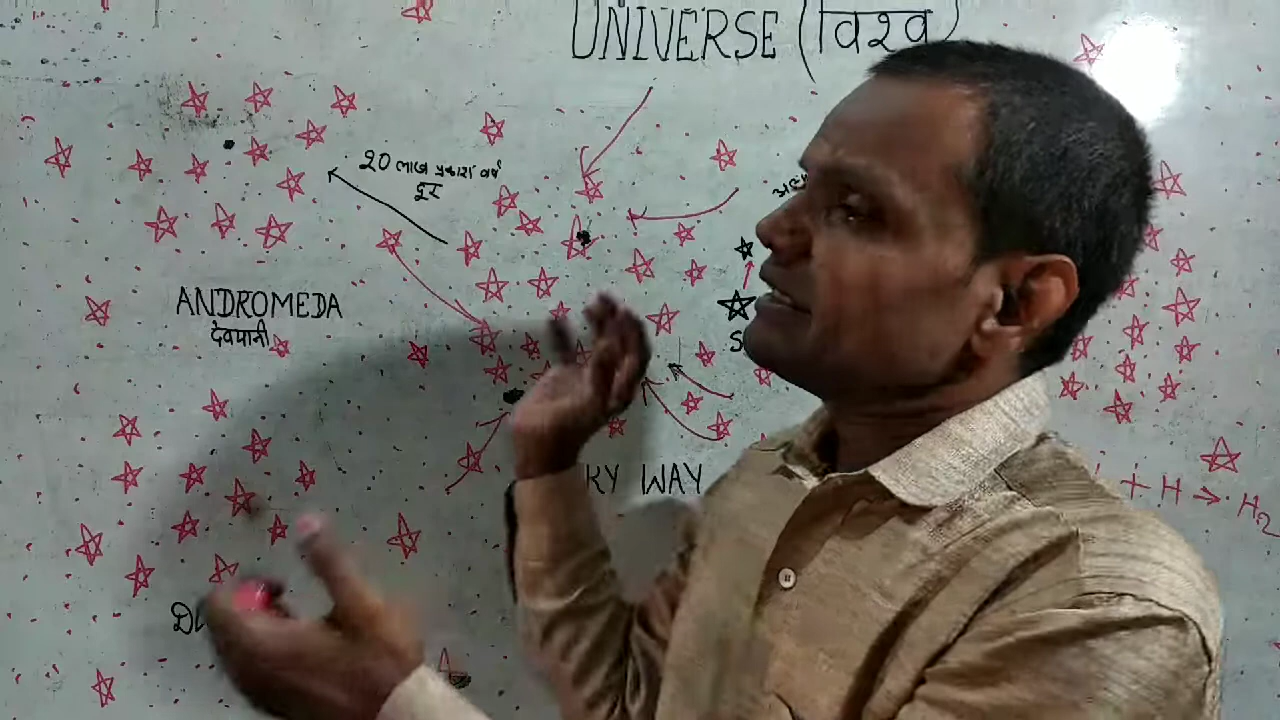 UNIVERSE (विश्व)
20 लाख प्रकाश वर्ष
दूर
ANDROMEDA
देवयानी
KY WAY
+ H → H2